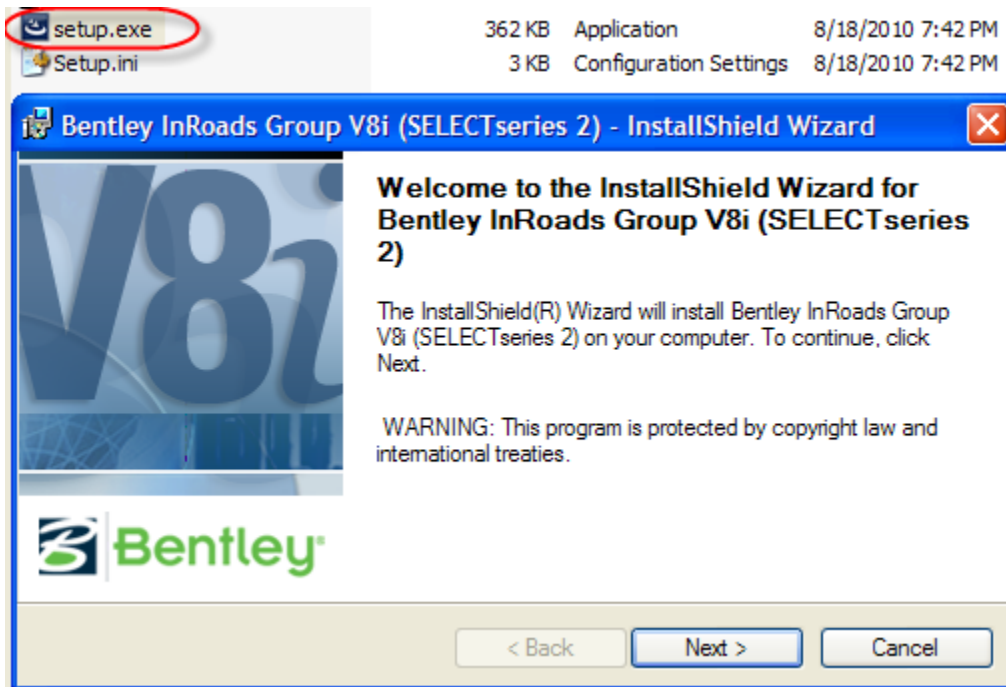 setup.exe 362 KB Application 8/18/2010 7:42 PM
Setup.ini 3 KB Configuration Settings 8/18/2010 7:42 PM
Bentley InRoads Group V8i (SELECTseries 2) - InstallShield Wizard
V8i
Welcome to the InstallShield Wizard for
Bentley InRoads Group V8i (SELECTseries
2)
The InstallShield(R) Wizard will install Bentley InRoads Group
V8i (SELECTseries 2) on your computer. To continue, click
Next.
WARNING: This program is protected by copyright law and
international treaties.
Bentley®
< Back Next > Cancel